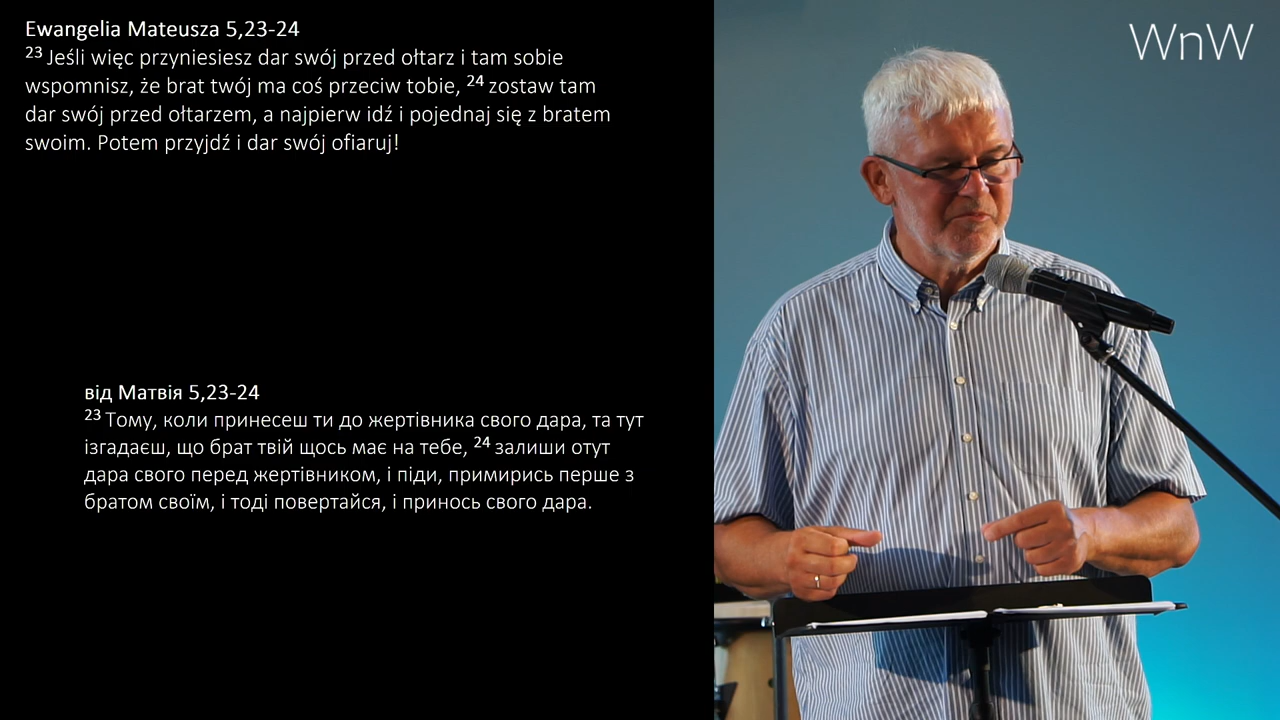 Ewangelia Mateusza 5,23-24
23 Jeśli więc przyniesiesz dar swój przed ołtarz i tam sobie
wspomnisz, że brat twój ma coś przeciw tobie, 24 zostaw tam
dar swój przed ołtarzem, a najpierw idź i pojednaj się z bratem
swoim. Potem przyjdź i dar swój ofiaruj!
від Матвія 5,23-24
23 Тому, коли принесеш ти до жертівника свого дара, та тут
ізгадаєш, що брат твій щось має на тебе, 24 залиши отут
дара свого перед жертівником, і піди, примирись перше з
братом своїм, і тоді повертайся, і принось свого дара.
WnW